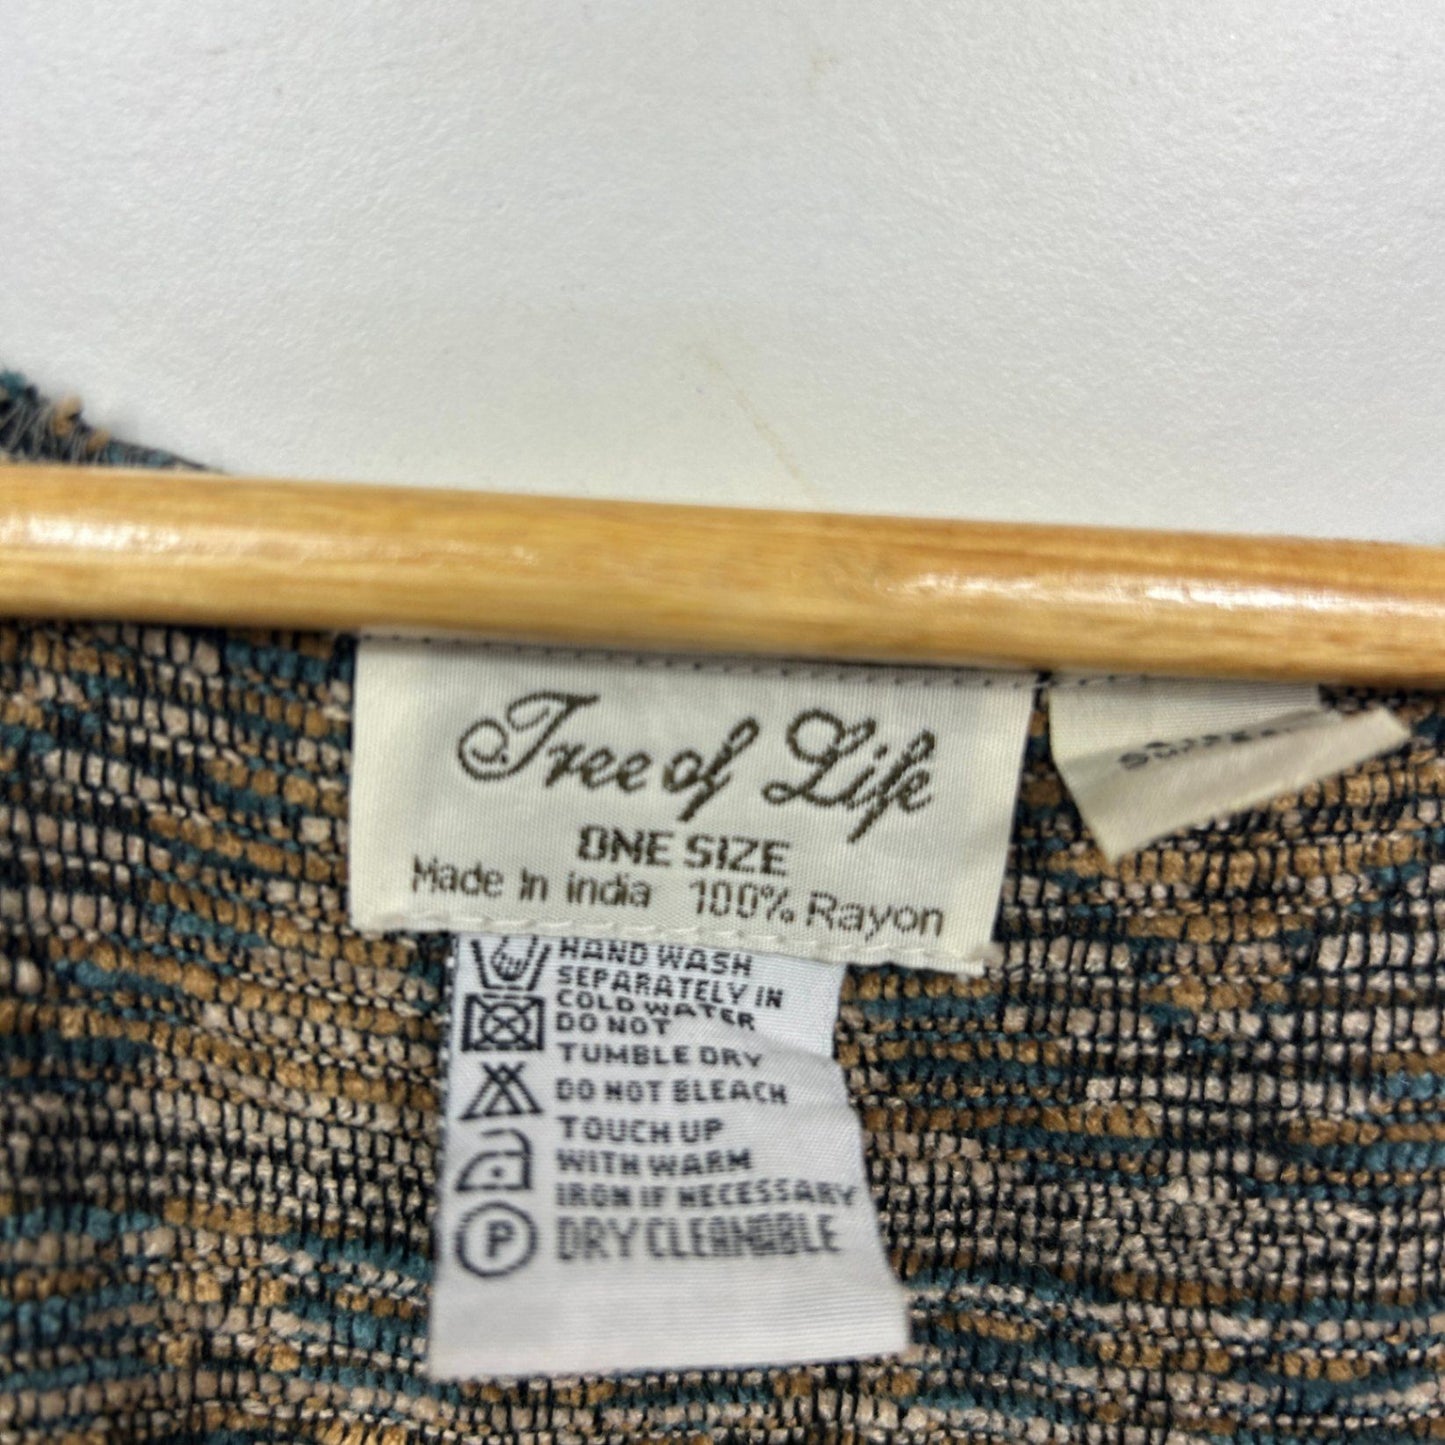 Tree of Life
ONE SIZE
Made in india 100% Rayon
HAND WASH
SEPARATELY IN
COLD WATER
DO NOT
TUMBLE DRY
DO NOT BLEACH
TOUCH UP
WITH WARM
IRON IF NECESSARY
P DRYCLEANABLE